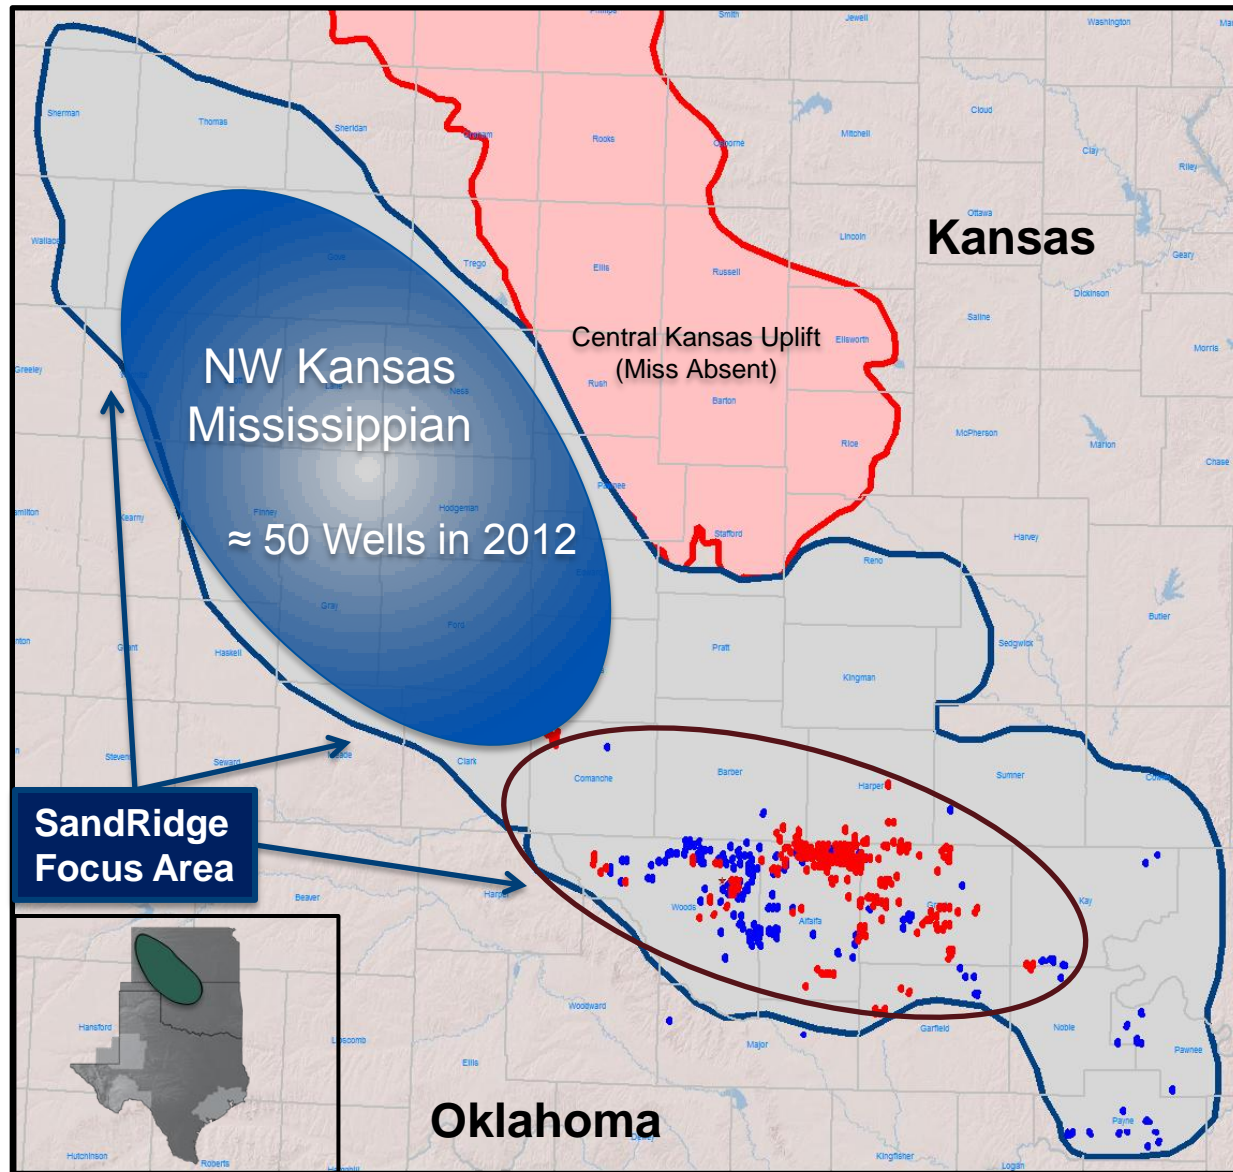 Phillips
Smith
Jewell
Washington
Sherman
Thomas
Sheridan
Rooks
Osborne
Mitchell
Cloud
Clay
Riley
Ottawa
Kansas
Wallace
Gove
Trego
Ellis
Russell
Lincoln
Geary
Dickinson
Saline
Central Kansas Uplift
(Miss Absent)
Ellsworth
Morris
Greeley
NW Kansas
Mississippian
Lane
Ness
Rush
Barton
Rice
McPherson
Marion
Chase
Pawnee
Kearny
Finney
Hodgeman
≈ 50 Wells in 2012
Stafford
Reno
Harvey
Gray
Ford
Butler
Grant
Haskell
Pratt
Sedgwick
Kingman
Stevens
Seward
Meade
Clark
Comanche
Barber
Harper
Sumner
Cowley
SandRidge
Focus Area
Beaver
Harper
Woods
Alfalfa
Kay
Hansford
Lipscomb
Woodward
Ellis
Major
Garfield
Noble
Pawnee
Oklahoma
Payne
Dewey
Kingfisher
Logan
Hutchinson
Roberts